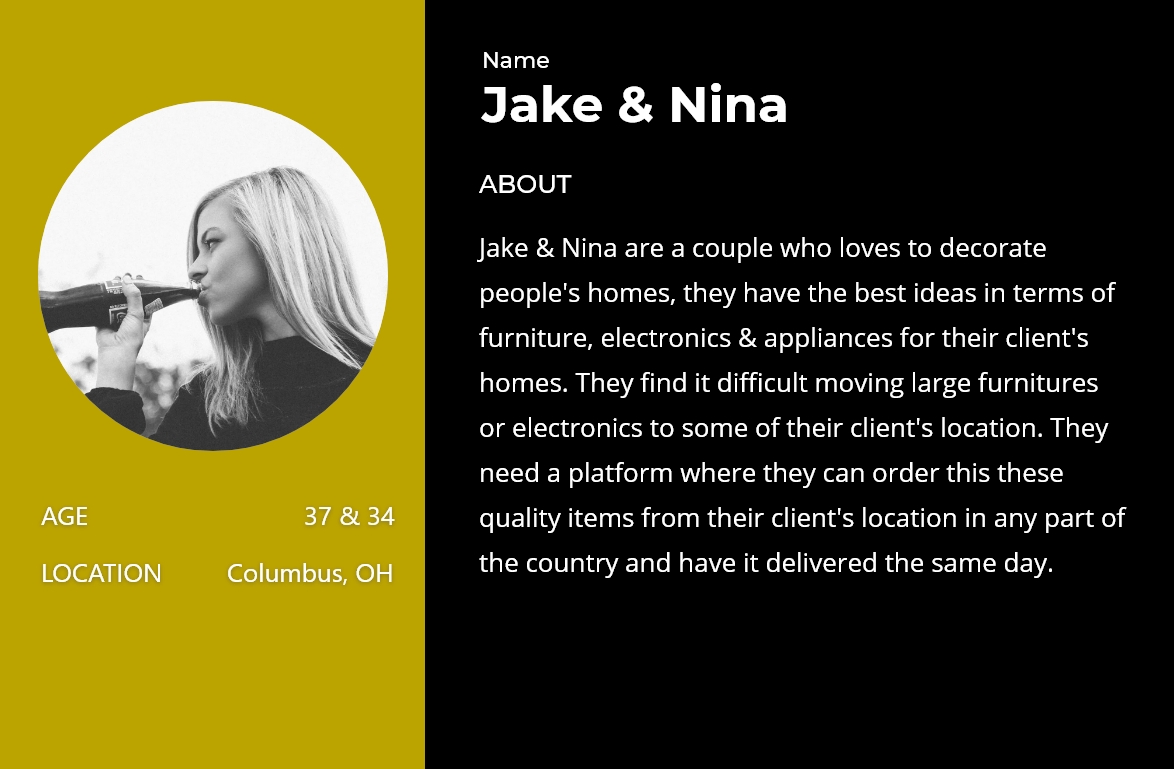 Name
Jake & Nina
ABOUT
Jake & Nina are a couple who loves to decorate
people's homes, they have the best ideas in terms of
furniture, electronics & appliances for their client's
homes. They find it difficult moving large furnitures
or electronics to some of their client's location. They
need a platform where they can order this these
quality items from their client's location in any part of
the country and have it delivered the same day.
AGE 37 & 34
LOCATION Columbus, OH